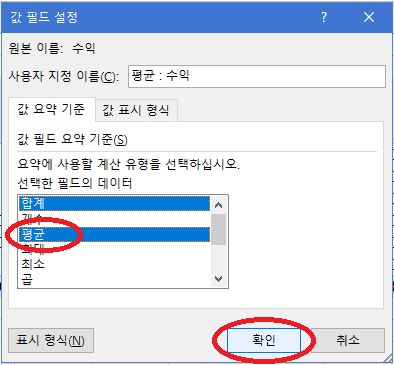 값 필드 설정
원본 이름: 수익
사용자 지정 이름(C): 평균 : 수익
값 요약 기준 값 표시 형식
값 필드 요약 기준(S)
요약에 사용할 계산 유형을 선택하십시오.
선택한 필드의 데이터
합계
개수
평균
최대
최소
곱
표시 형식(N) 확인 취소